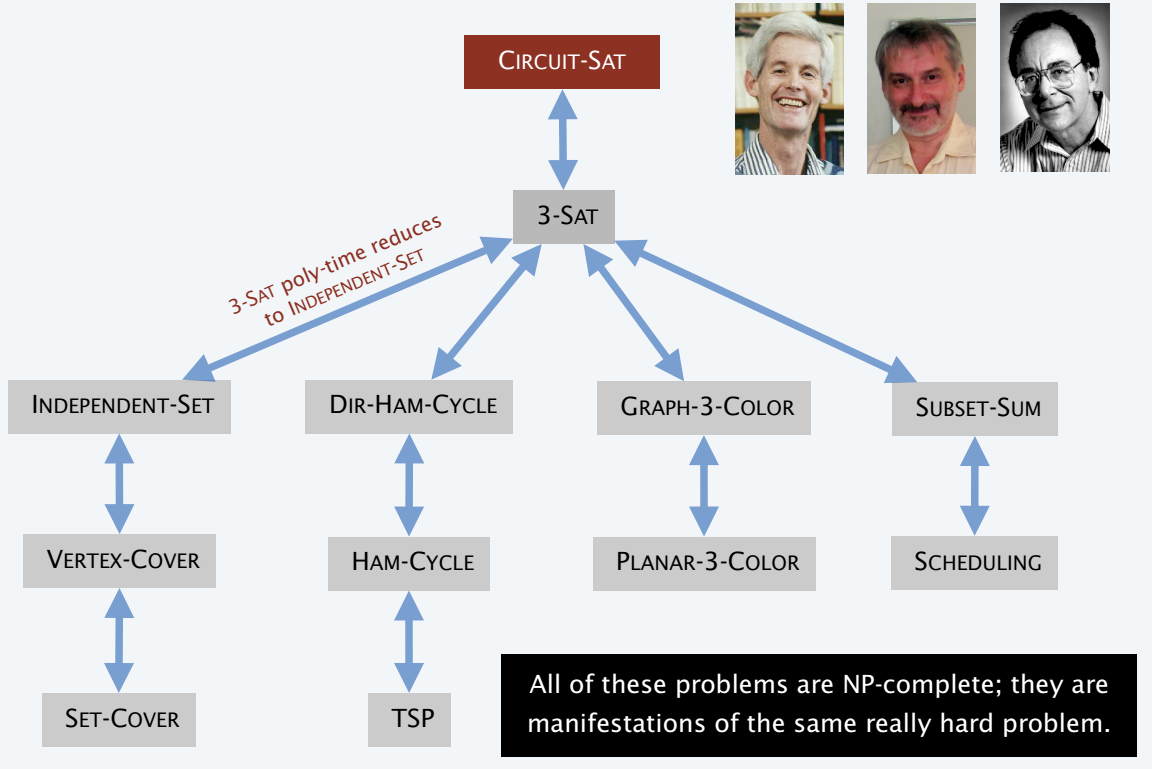 CIRCUIT-SAT
3-SAT
3-SAT poly-time reduces
to INDEPENDENT-SET
INDEPENDENT-SET
DIR-HAM-CYCLE
GRAPH-3-COLOR
SUBSET-SUM
VERTEX-COVER
HAM-CYCLE
PLANAR-3-COLOR
SCHEDULING
SET-COVER
TSP
All of these problems are NP-complete; they are
manifestations of the same really hard problem.